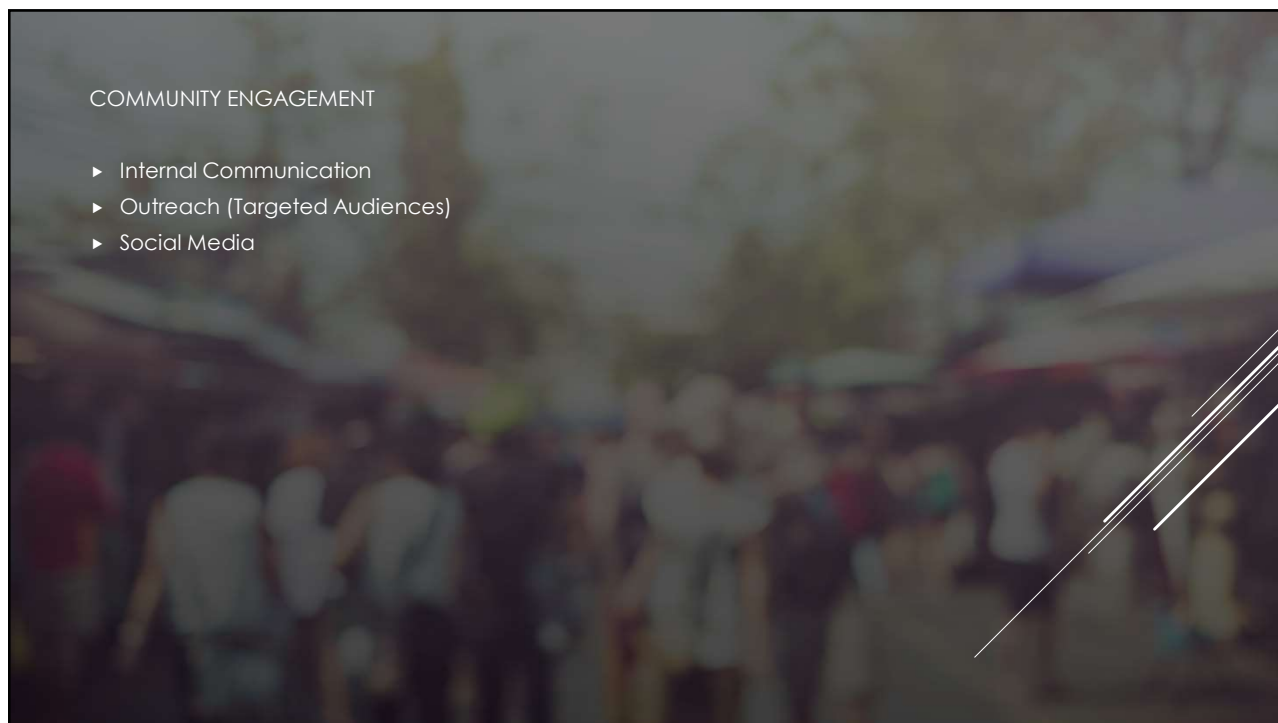 COMMUNITY ENGAGEMENT
▶ Internal Communication
▶ Outreach (Targeted Audiences)
▶ Social Media